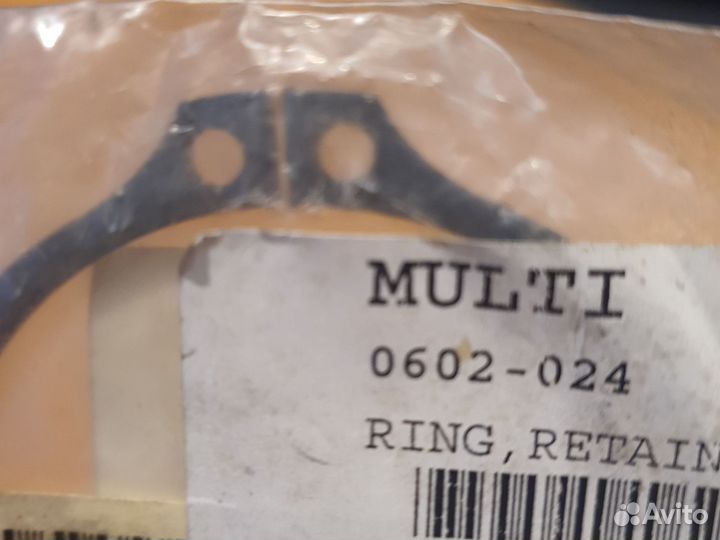 MULTI
0602-024
RING, RETAIN
Avito